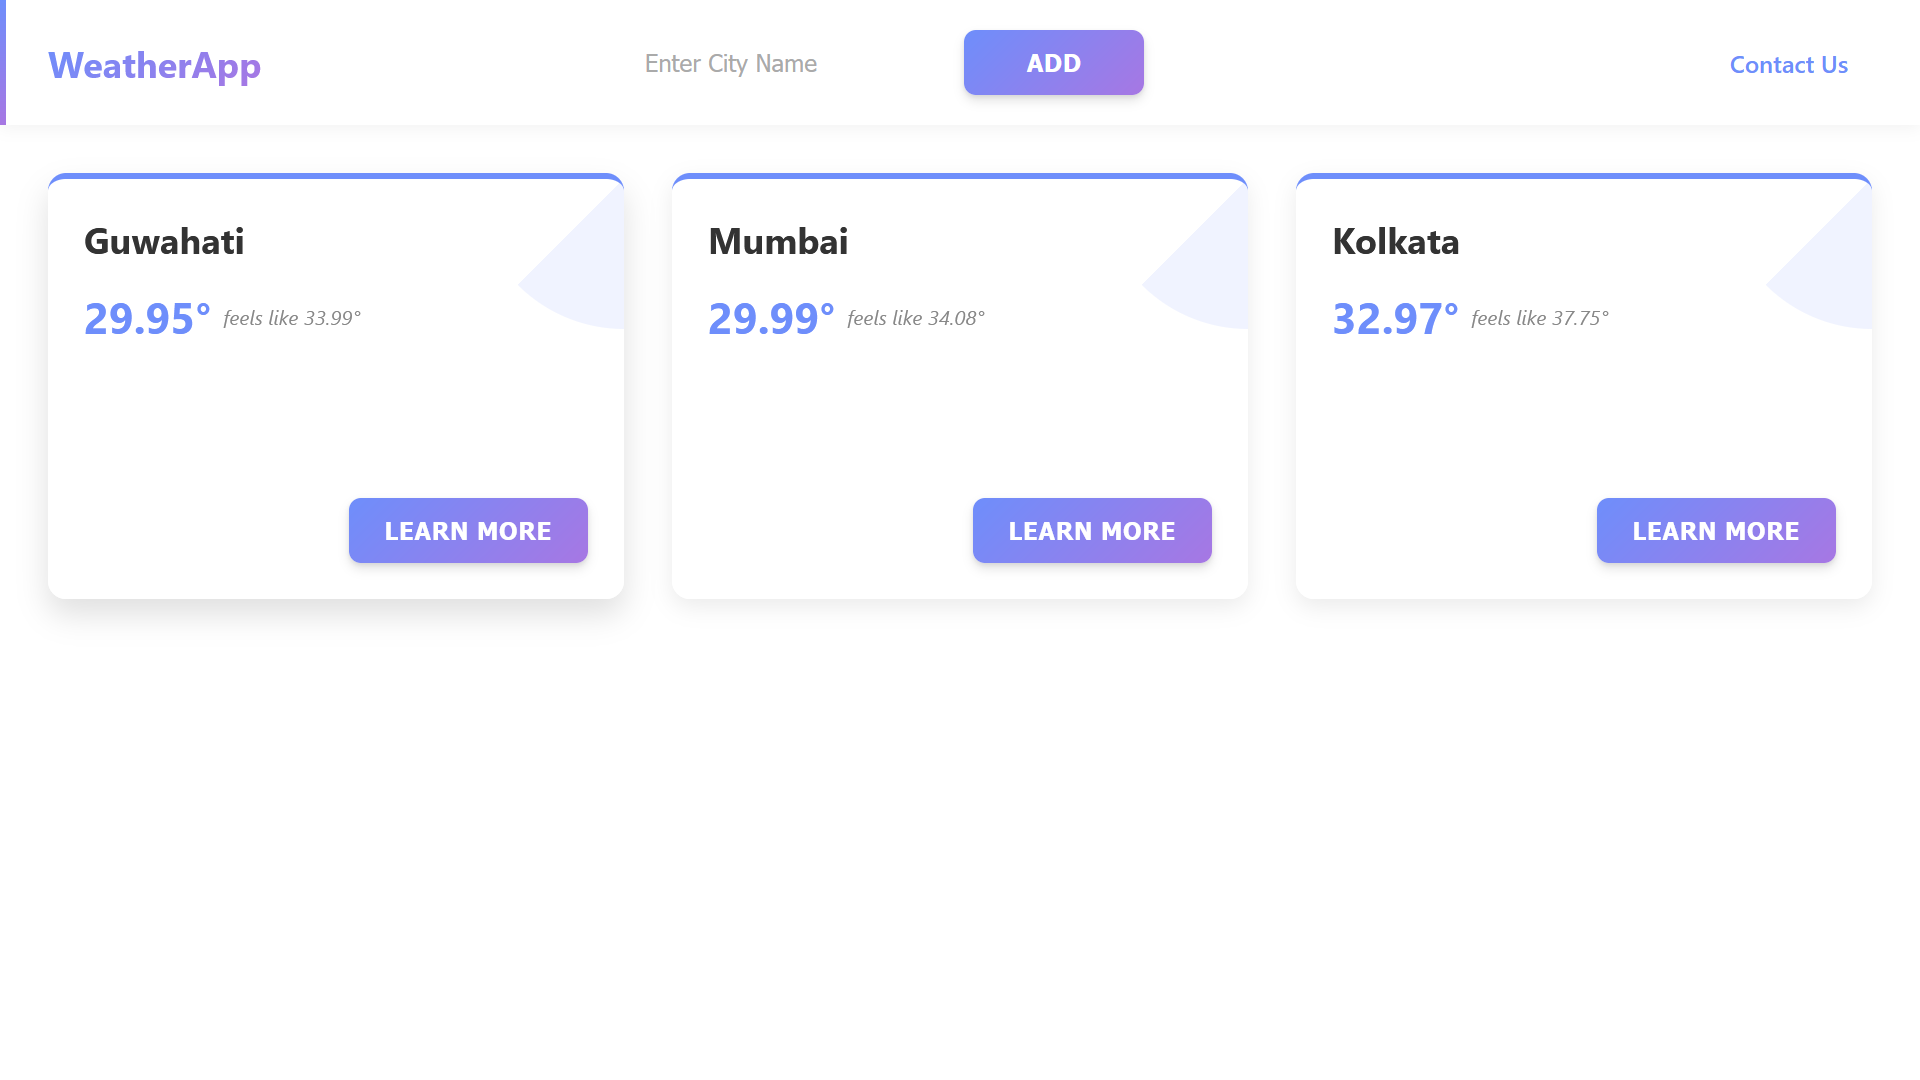 WeatherApp
Enter City Name
ADD
Contact Us
Guwahati
29.95° feels like 33.99°
LEARN MORE
Mumbai
29.99° feels like 34.08°
LEARN MORE
Kolkata
32.97° feels like 37.75°
LEARN MORE